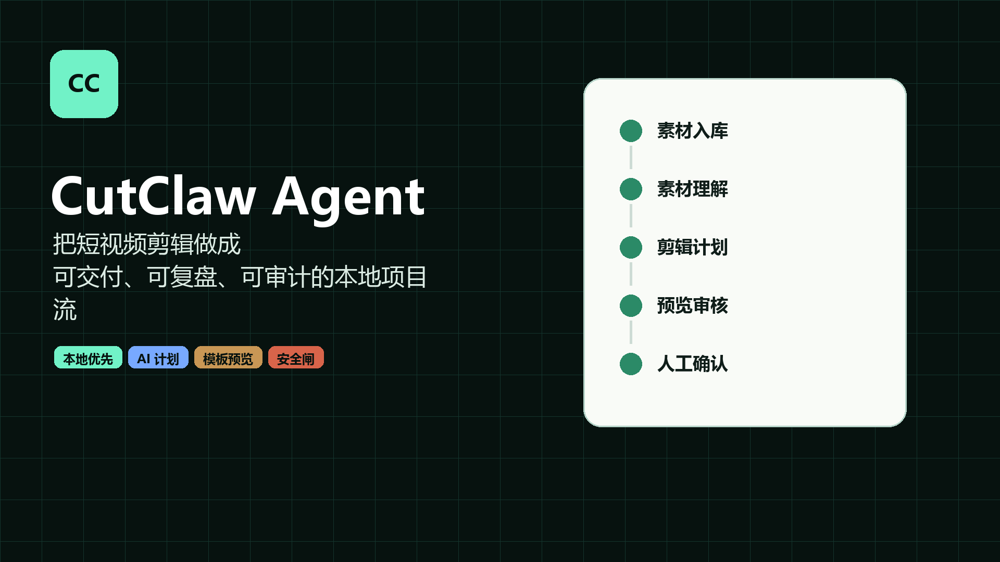 CC
CutClaw Agent
把短视频剪辑做成
可交付、可复盘、可审计的本地项目
流
本地优先
AI 计划
模板预览
安全闸
素材入库
素材理解
剪辑计划
预览审核
人工确认